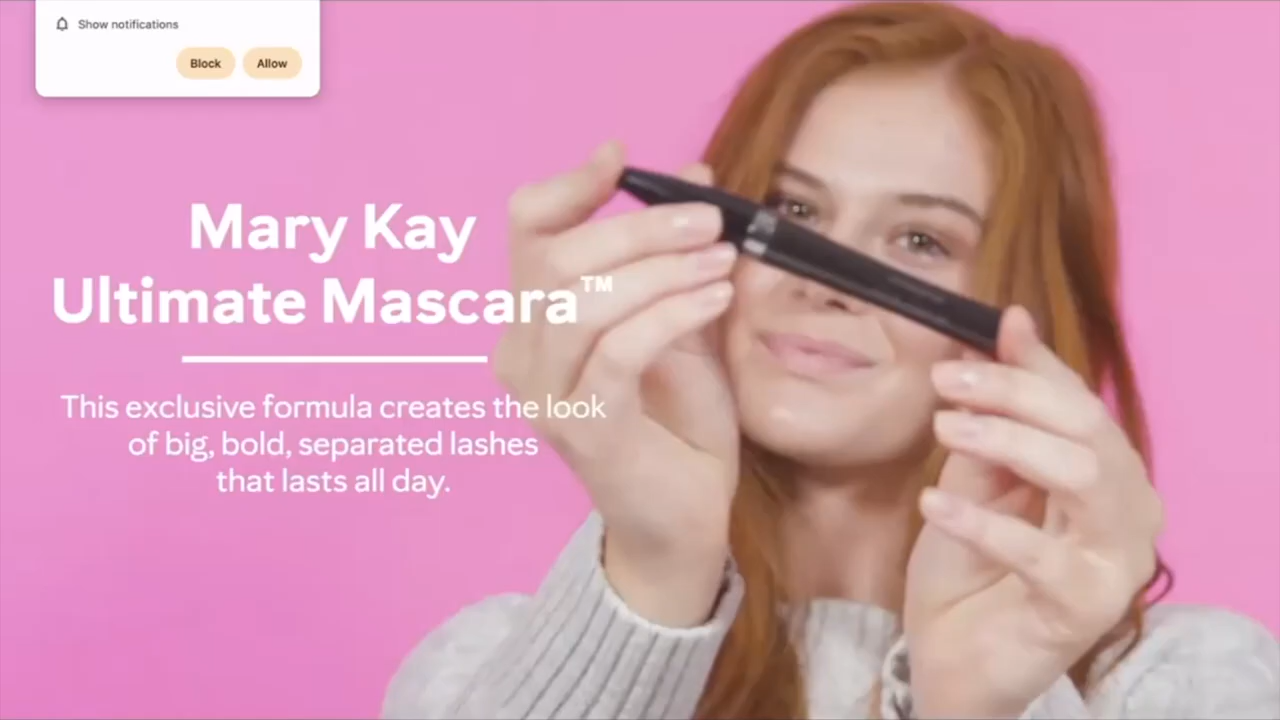 Show notifications
Block Allow
Mary Kay
Ultimate Mascara™
This exclusive formula creates the look
of big, bold, separated lashes
that lasts all day.